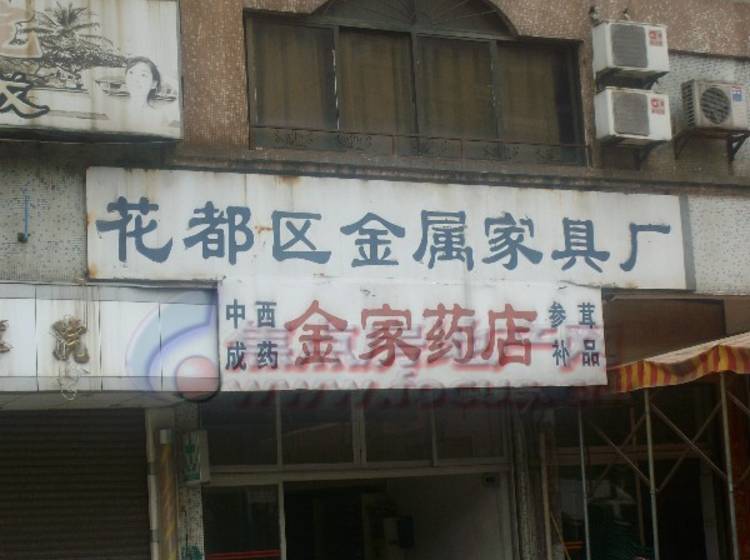 花都区金属家具厂
中西成药
金家药店
参茸补品
院